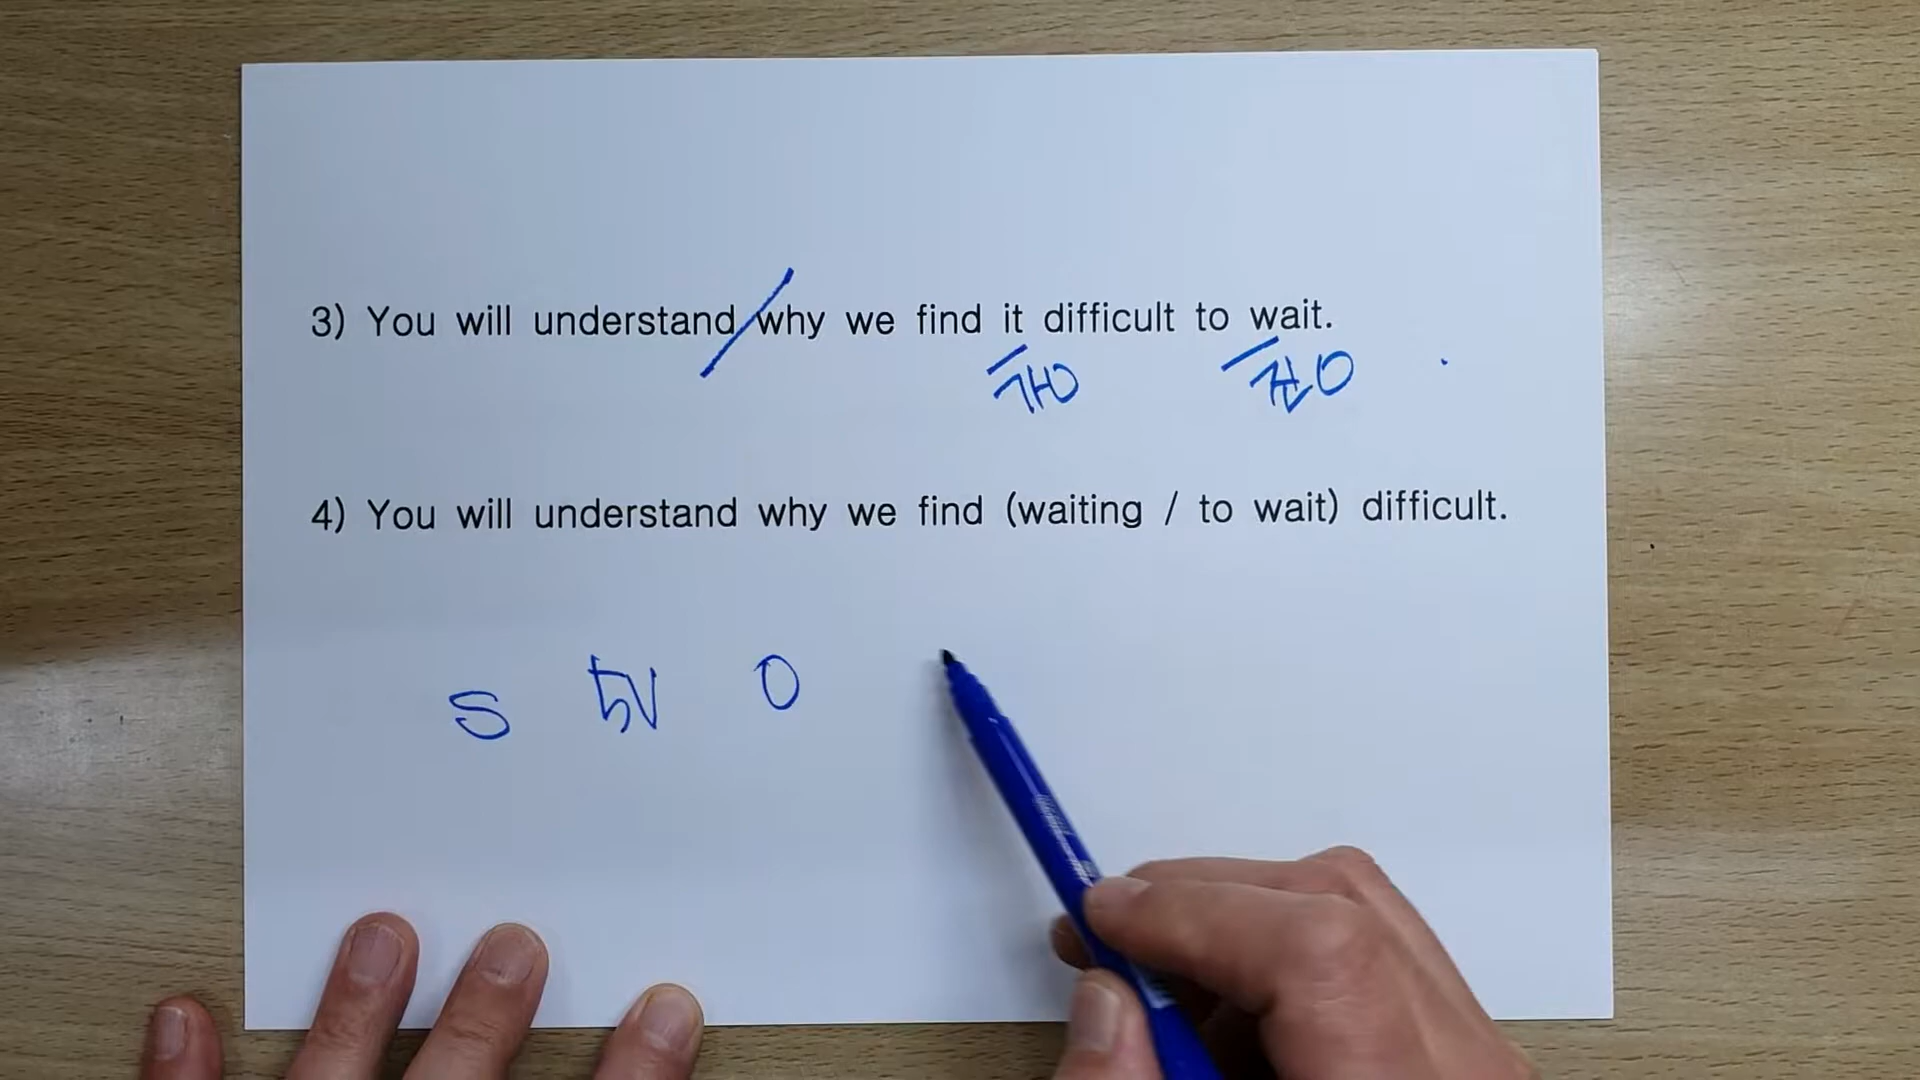 3) You will understand why we find it difficult to wait.
가O 진O
4) You will understand why we find (waiting / to wait) difficult.
S 5V O